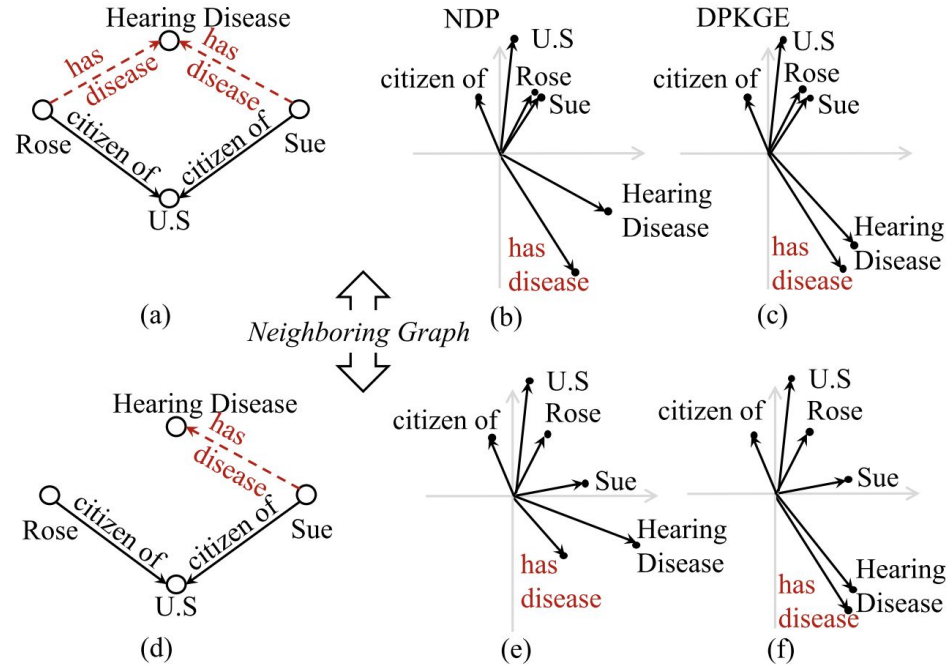 Hearing Disease
has
disease
has
disease
Rose
citizen of
citizen of
Sue
U.S
(a)
NDP
U.S
citizen of
Rose
Sue
Hearing
Disease
has
disease
(b)
DPKGE
U.S
citizen of
Rose
Sue
Hearing
Disease
has
disease
(c)
Neighboring Graph
Hearing Disease
has
disease
Rose
citizen of
citizen of
Sue
U.S
(d)
U.S
citizen of
Rose
Sue
Hearing
Disease
has
disease
(e)
U.S
citizen of
Rose
Sue
Hearing
Disease
has
disease
(f)